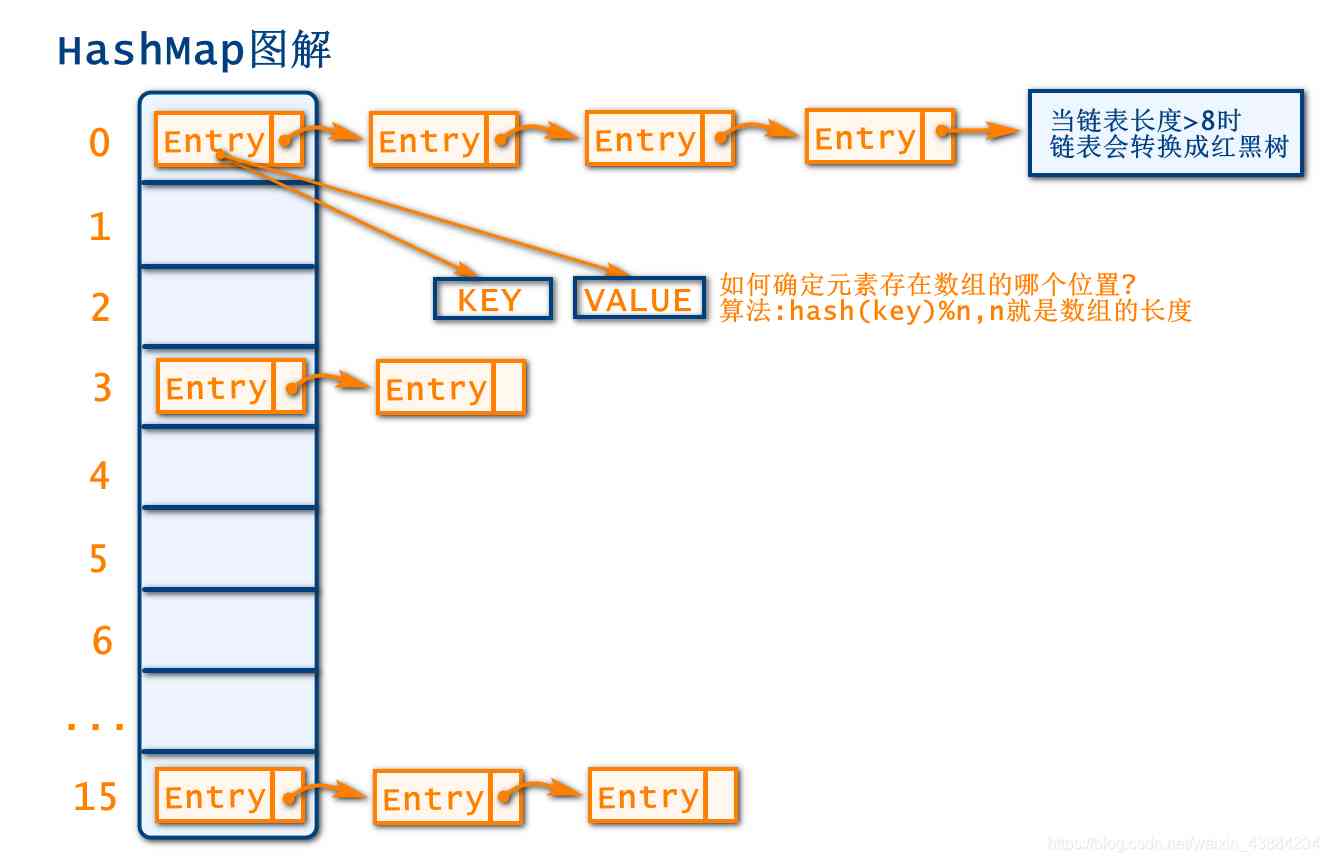 HashMap图解
0
Entry
Entry
Entry
Entry
当链表长度>8时
链表会转换成红黑树
1
2
KEY
VALUE
如何确定元素存在数组的哪个位置?
算法:hash(key)%n,n就是数组的长度
3
Entry
Entry
4
5
6
...
15
Entry
Entry
Entry
https://blog.csdn.net/weixin_43884234